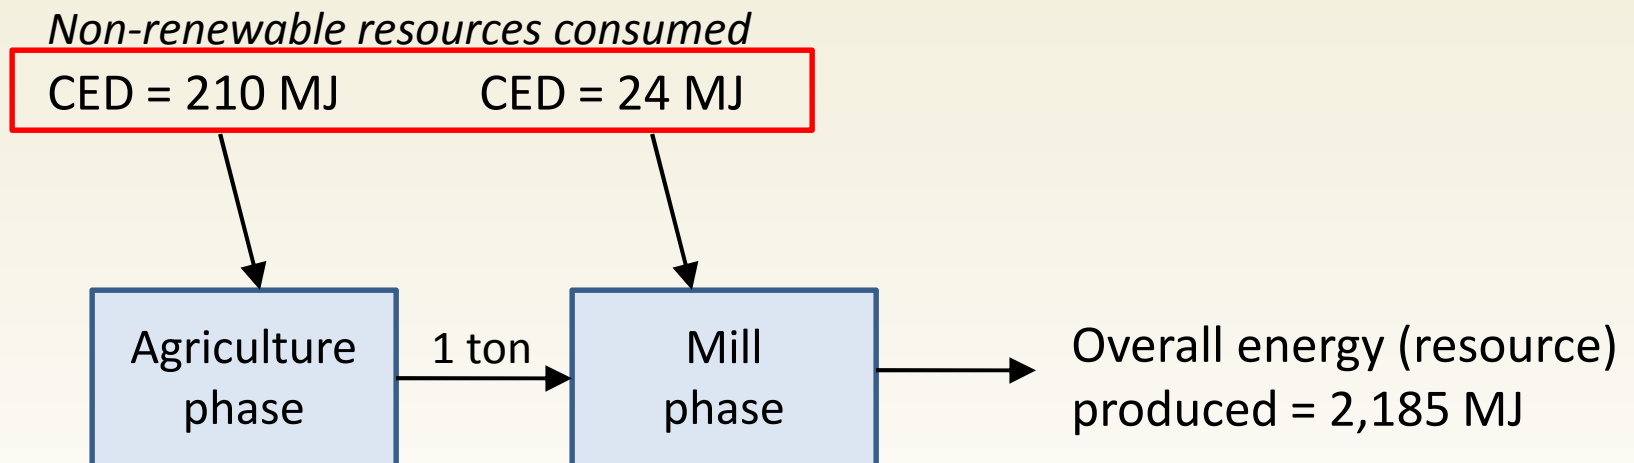 Non-renewable resources consumed
CED = 210 MJ
CED = 24 MJ
Agriculture
phase
1 ton
Mill
phase
Overall energy (resource)
produced = 2,185 MJ